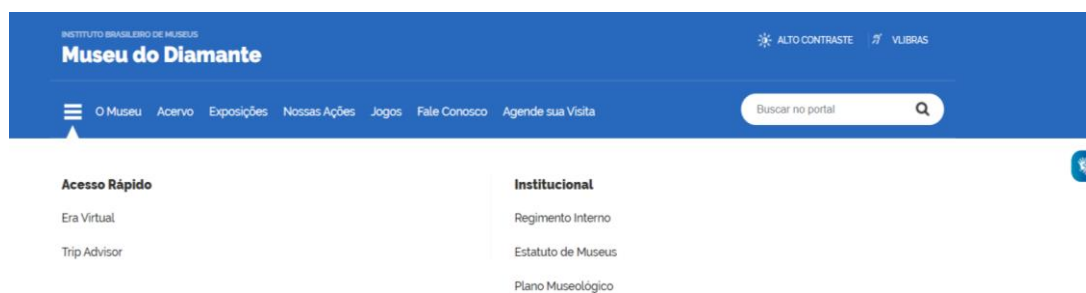 INSTITUTO BRASILEIRO DE MUSEUS
Museu do Diamante
ALTO CONTRASTE VLIBRAS
O Museu Acervo Exposições Nossas Ações Jogos Fale Conosco Agende sua Visita
Buscar no portal
Acesso Rápido
Era Virtual
Trip Advisor
Institucional
Regimento Interno
Estatuto de Museus
Plano Museológico